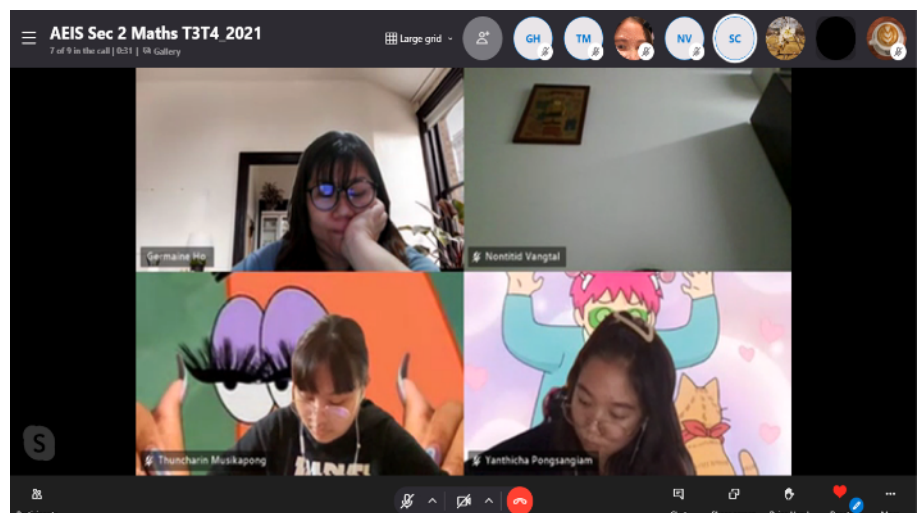 AEIS Sec 2 Maths T3T4_2021
7 of 9 in the call | 0:31 | Gallery
Large grid
GH
TM
NV
SC
Germaine Ho
Nontitid Vangtal
Thuncharin Musikapong
Yanthicha Pongsangiam
S